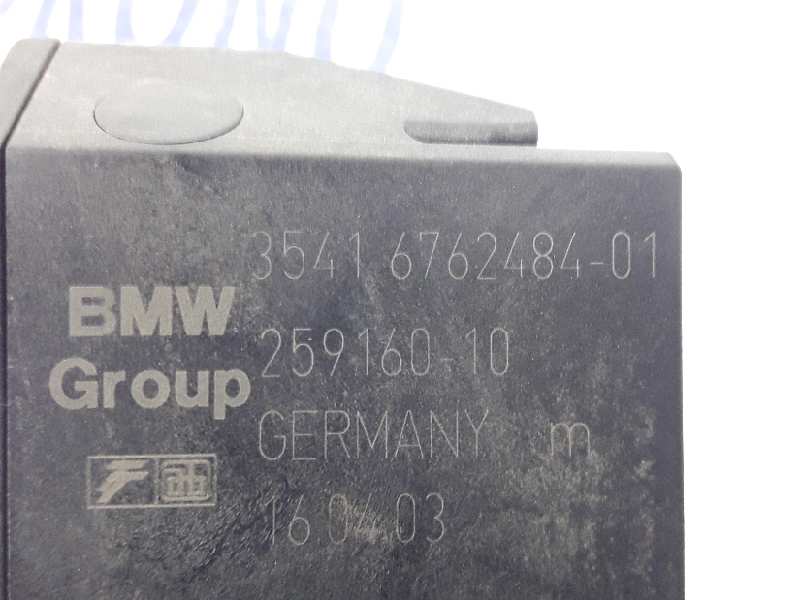 3541 6762484-01
BMW
Group
259160-10
GERMANY m
16.04.03